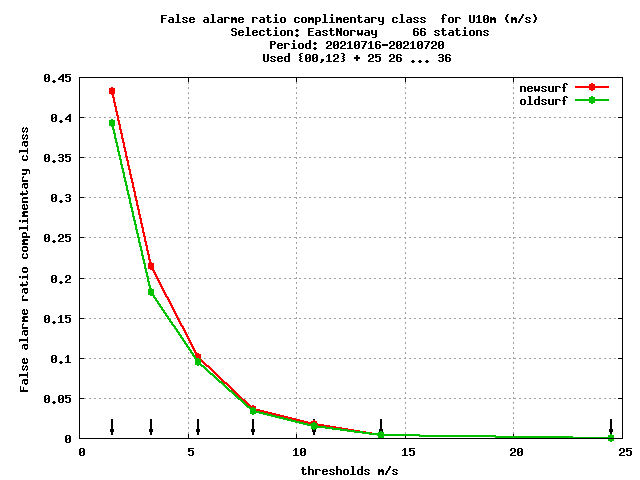 False alarme ratio complimentary class  for U10m (m/s)
Selection: EastNorway     66 stations
Period: 20210716-20210720
Used {00,12} + 25 26 ... 36
newsurf
oldsurf
False alarme ratio complimentary class
0.45
0.4
0.35
0.3
0.25
0.2
0.15
0.1
0.05
0
0 5 10 15 20 25
thresholds m/s